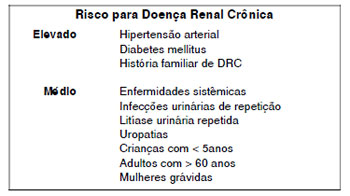 Risco para Doença Renal Crônica
Elevado Hipertensão arterial
Diabetes mellitus
História familiar de DRC
Médio Enfermidades sistêmicas
Infecções urinárias de repetição
Litíase urinária repetida
Uropatias
Crianças com < 5anos
Adultos com > 60 anos
Mulheres grávidas